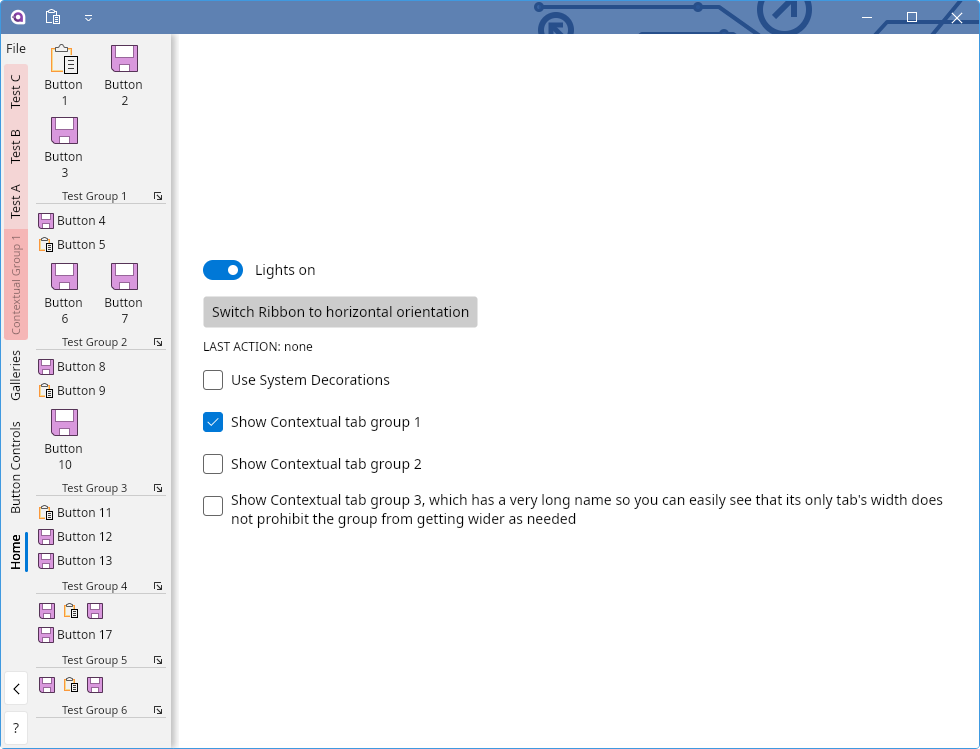 File
Test C
Test B
Test A
Contextual Group 1
Galleries
Button Controls
Home
?
Button
1
Button
2
Button
3
Test Group 1
Button 4
Button 5
Button
6
Button
7
Test Group 2
Button 8
Button 9
Button
10
Test Group 3
Button 11
Button 12
Button 13
Test Group 4
Button 17
Test Group 5
Test Group 6
Lights on
Switch Ribbon to horizontal orientation
LAST ACTION: none
Use System Decorations
Show Contextual tab group 1
Show Contextual tab group 2
Show Contextual tab group 3, which has a very long name so you can easily see that its only tab's width does
not prohibit the group from getting wider as needed